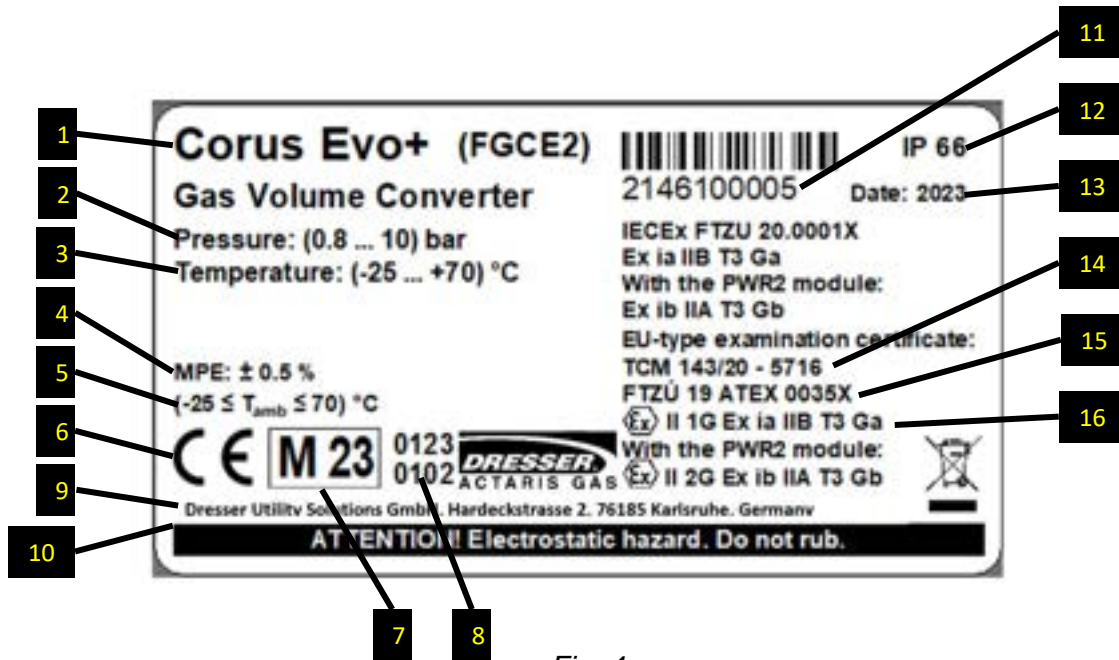 11
12
13
14
15
16
1
2
3
4
5
6
9
10
7
8
Corus Evo+ (FGCE2)
Gas Volume Converter
Pressure: (0.8 ... 10) bar
Temperature: (-25 ... +70) °C
MPE: ± 0.5 %
(-25 ≤ Tamb ≤ 70) °C
CE M 23 0123
0102
DRESSER
ACTARIS GAS
2146100005
IP 66
Date: 2023
IECEx FTZU 20.0001X
Ex ia IIB T3 Ga
With the PWR2 module:
Ex ib IIA T3 Gb
EU-type examination certificate:
TCM 143/20 - 5716
FTZÚ 19 ATEX 0035X
Ex II 1G Ex ia IIB T3 Ga
With the PWR2 module:
Ex II 2G Ex ib IIA T3 Gb
Dresser Utility Solutions GmbH. Hardeckstrasse 2. 76185 Karlsruhe. Germany
ATTENTION! Electrostatic hazard. Do not rub.